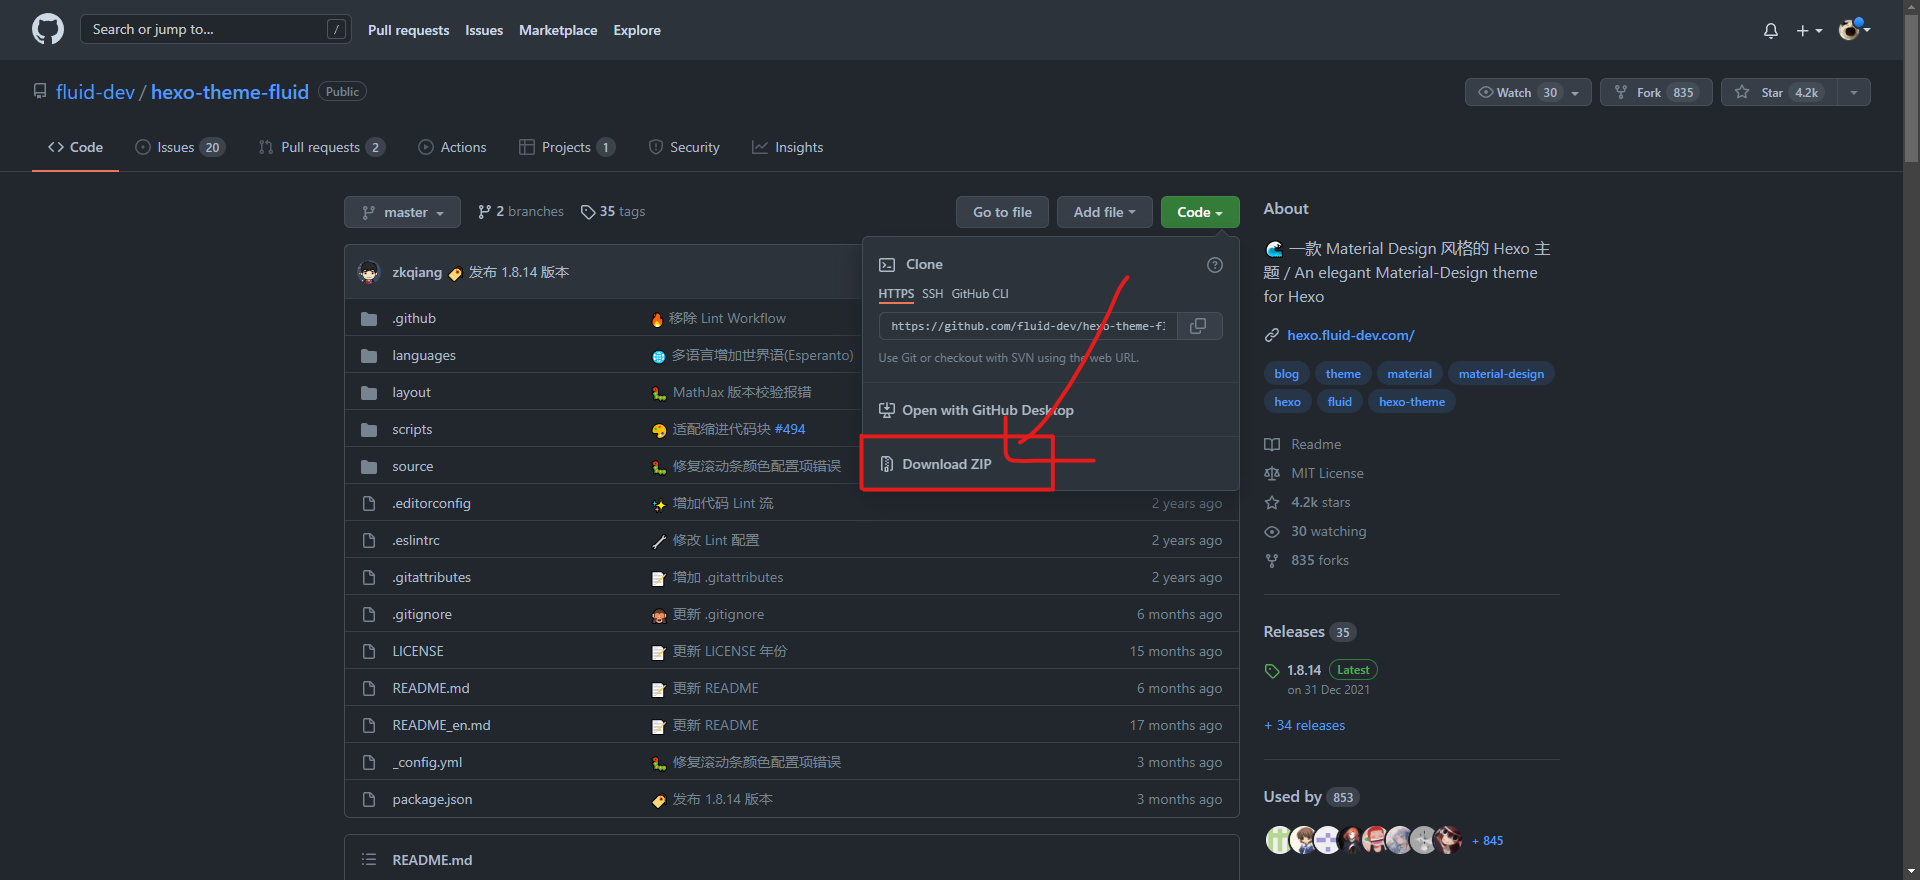 Search or jump to... /
Pull requests Issues Marketplace Explore
fluid-dev / hexo-theme-fluid Public
Watch 30 Fork 835 Star 4.2k
Code Issues 20 Pull requests 2 Actions Projects 1 Security Insights
master 2 branches 35 tags Go to file Add file Code
zkqiang 发布 1.8.14 版本
.github 移除 Lint Workflow
languages 多语言增加世界语(Esperanto)
layout MathJax 版本校验报错
scripts 适配缩进代码块 #494
source 修复滚动条颜色配置项错误
.editorconfig 增加代码 Lint 流 2 years ago
.eslintrc 修改 Lint 配置 2 years ago
.gitattributes 增加 .gitattributes 2 years ago
.gitignore 更新 .gitignore 6 months ago
LICENSE 更新 LICENSE 年份 15 months ago
README.md 更新 README 6 months ago
README_en.md 更新 README 17 months ago
_config.yml 修复滚动条颜色配置项错误 3 months ago
package.json 发布 1.8.14 版本 3 months ago
README.md
Clone
HTTPS SSH GitHub CLI
https://github.com/fluid-dev/hexo-theme-fl
Use Git or checkout with SVN using the web URL.
Open with GitHub Desktop
Download ZIP
About
一款 Material Design 风格的 Hexo 主
题 / An elegant Material-Design theme
for Hexo
hexo.fluid-dev.com/
blog theme material material-design
hexo fluid hexo-theme
Readme
MIT License
4.2k stars
30 watching
835 forks
Releases 35
1.8.14 Latest
on 31 Dec 2021
+ 34 releases
Used by 853
+ 845